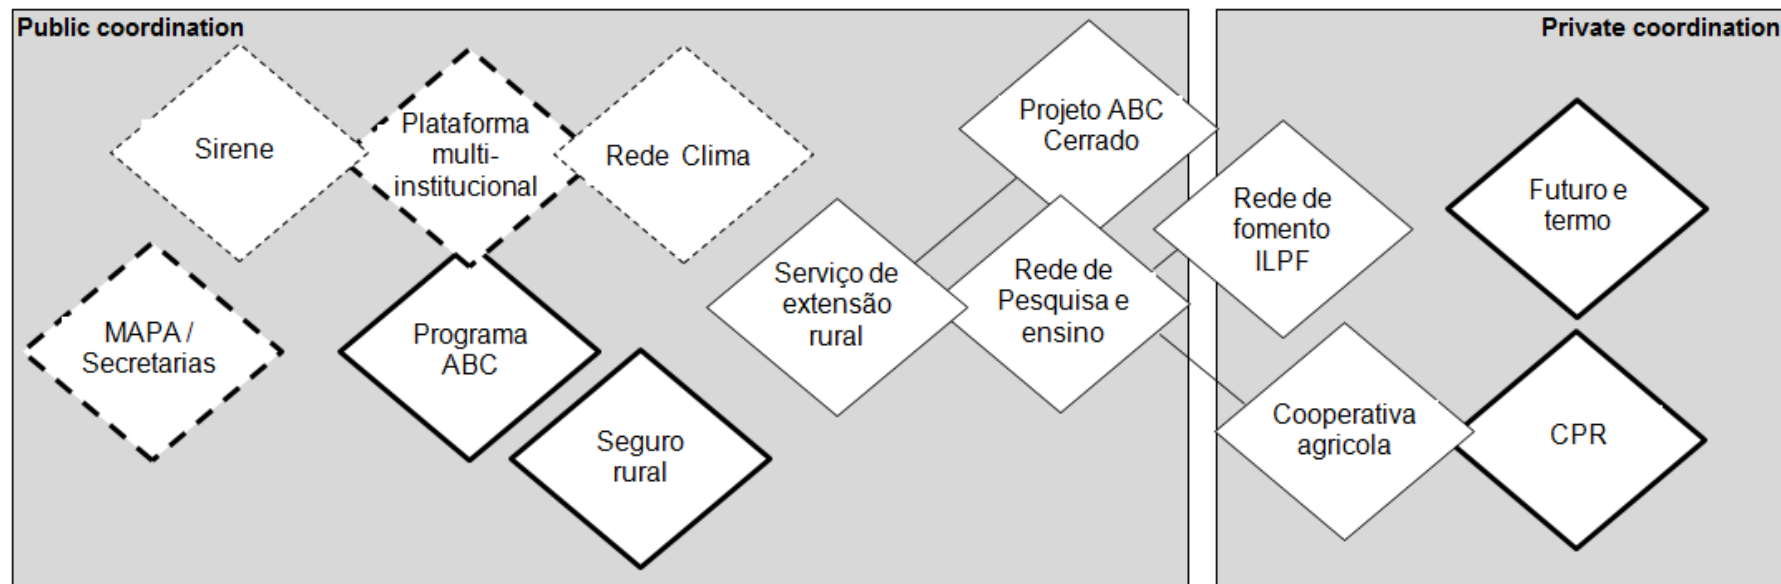 Public coordination
Private coordination
Sirene
Plataforma
multi-
institucional
Rede Clima
Projeto ABC
Cerrado
Rede de
fomento
ILPF
Futuro e
termo
MAPA /
Secretarias
Programa
ABC
Seguro
rural
Serviço de
extensão
rural
Rede de
Pesquisa e
ensino
Cooperativa
agricola
CPR